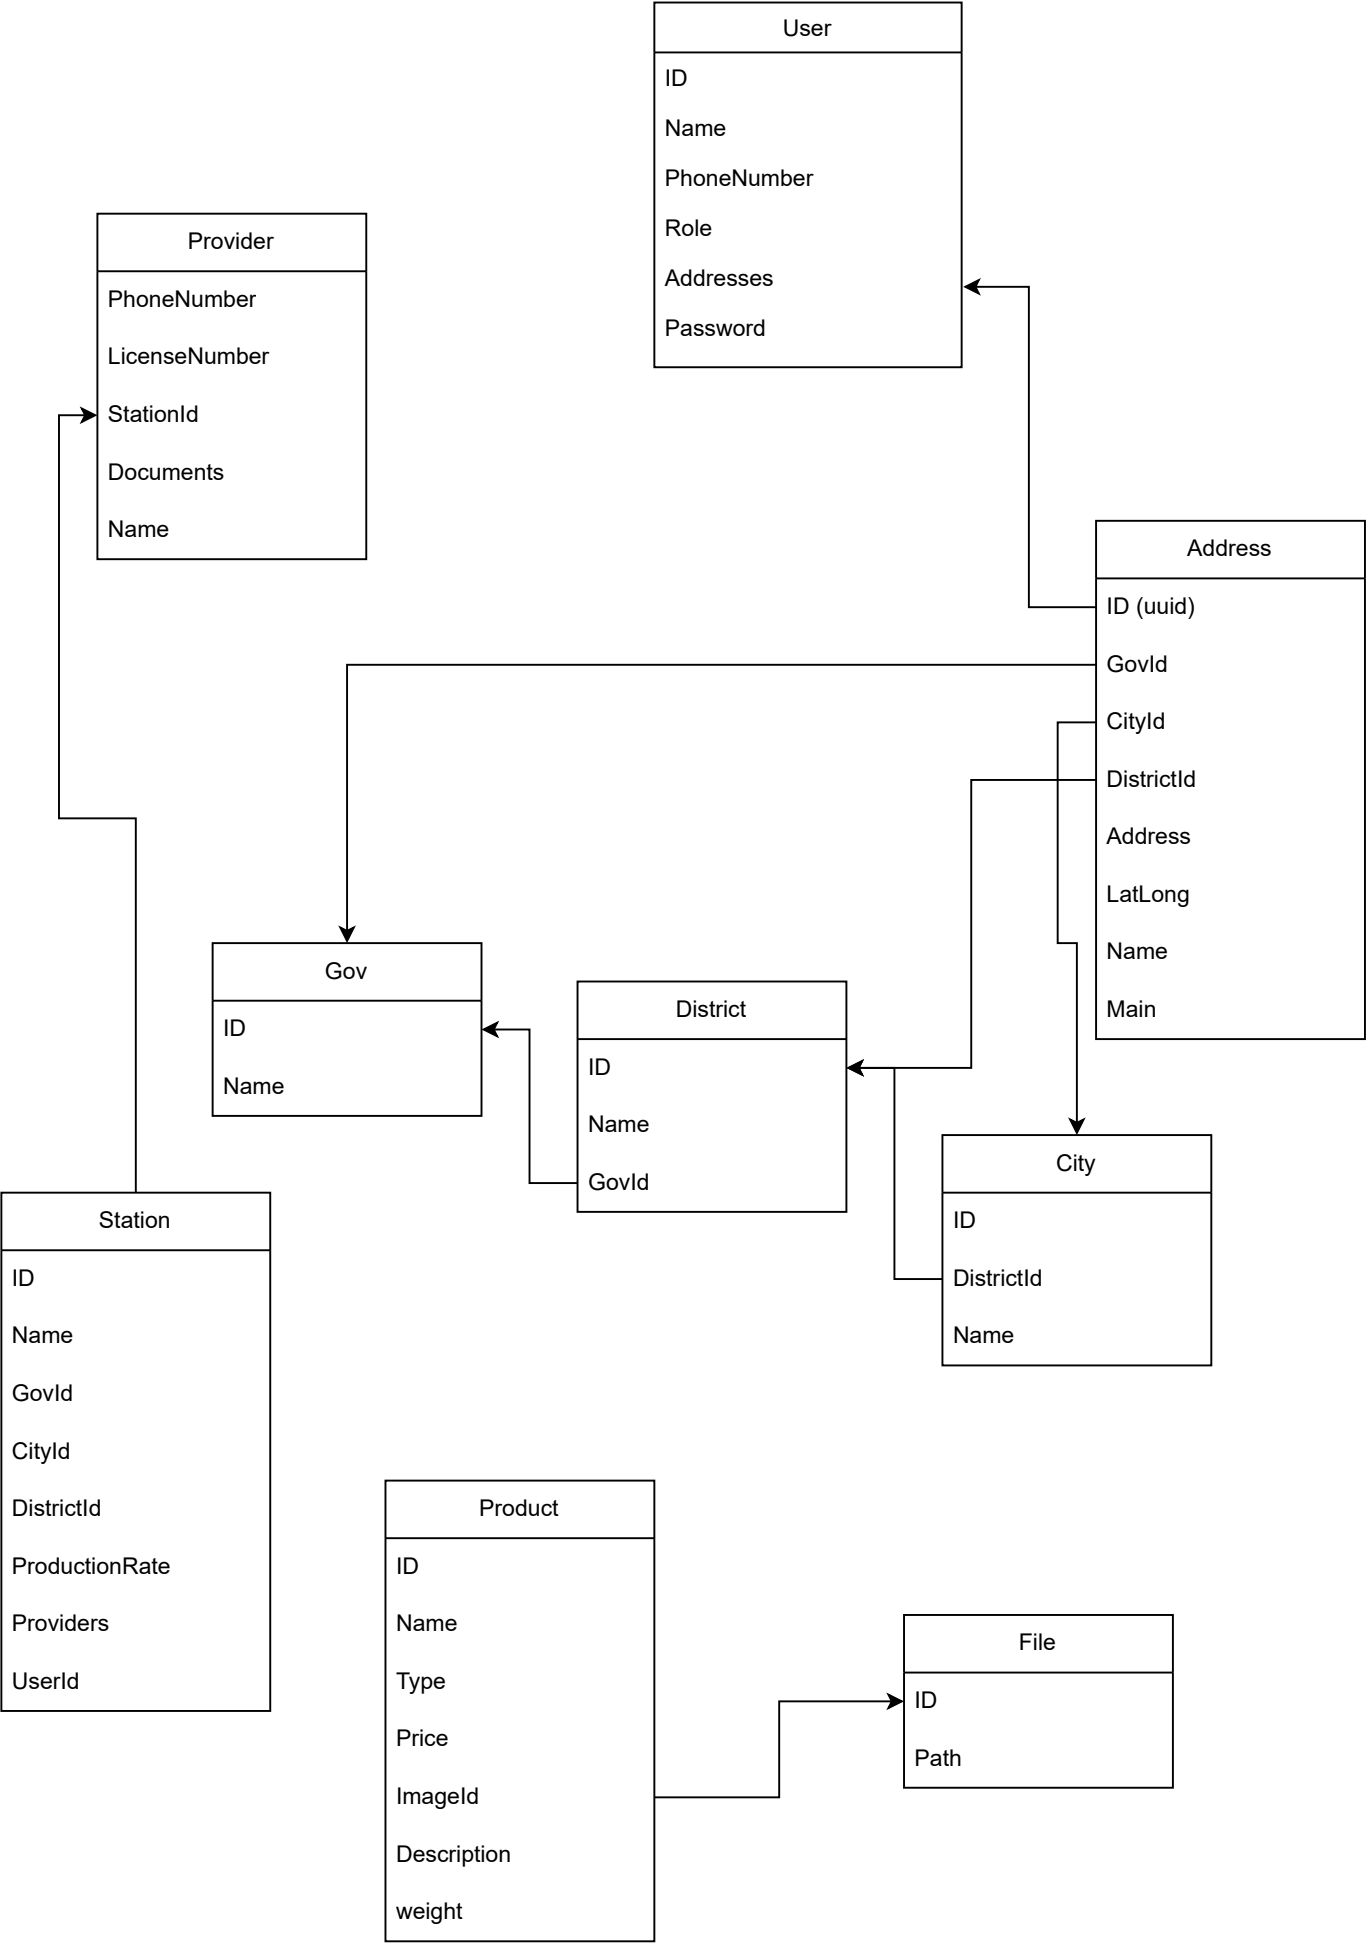 User
ID
Name
PhoneNumber
Role
Addresses
Password
Provider
PhoneNumber
LicenseNumber
StationId
Documents
Name
Address
ID (uuid)
GovId
CityId
DistrictId
Address
LatLong
Name
Main
Gov
ID
Name
District
ID
Name
GovId
City
ID
DistrictId
Name
Station
ID
Name
GovId
CityId
DistrictId
ProductionRate
Providers
UserId
Product
ID
Name
Type
Price
ImageId
Description
weight
File
ID
Path